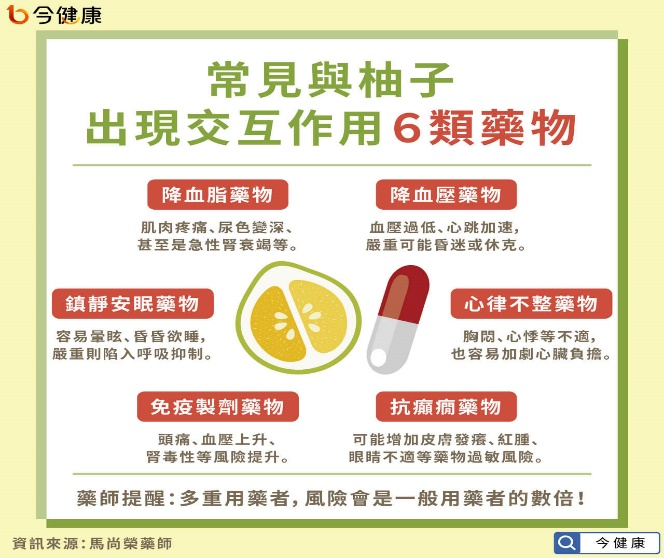 今健康
常見與柚子
出現交互作用6類藥物
降血脂藥物
肌肉疼痛、尿色變深、
甚至是急性腎衰竭等。
降血壓藥物
血壓過低、心跳加速,
嚴重可能昏迷或休克。
鎮靜安眠藥物
容易暈眩、昏昏欲睡,
嚴重則陷入呼吸抑制。
心律不整藥物
胸悶、心悸等不適,
也容易加劇心臟負擔。
免疫製劑藥物
頭痛、血壓上升、
腎毒性等風險提升。
抗癲癇藥物
可能增加皮膚發癢、紅腫、
眼睛不適等藥物過敏風險。
藥師提醒:多重用藥者,風險會是一般用藥者的數倍!
資訊來源:馬尚榮藥師
今健康